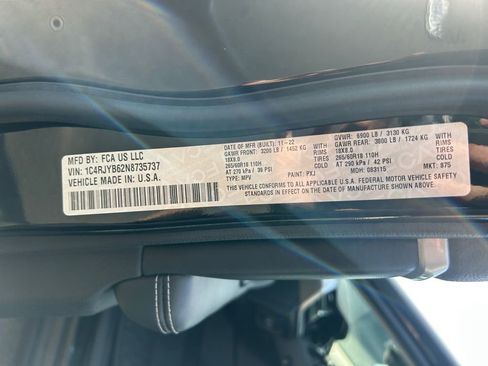 MFD BY: FCA US LLC
VIN: 1C4RJYB62N8735737
VEHICLE MADE IN: U.S.A.
DATE OF MFR (BUILT): 11-22
GAWR FRONT: 3200 LB / 1452 KG WITH
18X8.0 RIMS
265/60R18 110H COLD
AT 270 kPa / 39 PSI
TYPE: MPV PAINT: PXJ
GVWR: 6900 LB / 3130 KG
GAWR REAR: 3800 LB / 1724 KG WITH
18X8.0 RIMS
265/60R18 110H COLD
AT 290 kPa / 42 PSI
MDH: 083115 MKT: 875
THIS VEHICLE CONFORMS TO ALL APPLICABLE U.S.A. FEDERAL MOTOR VEHICLE SAFETY
STANDARDS IN EFFECT ON THE DATE OF MANUFACTURE SHOWN ABOVE.